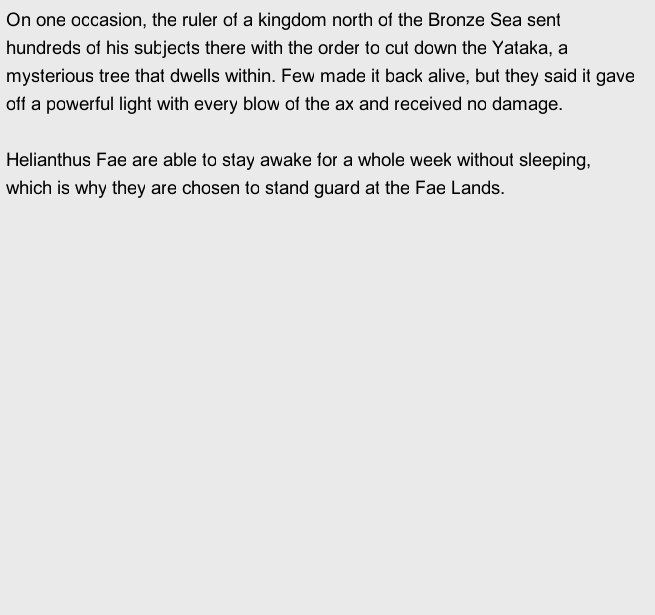 On one occasion, the ruler of a kingdom north of the Bronze Sea sent
hundreds of his subjects there with the order to cut down the Yataka, a
mysterious tree that dwells within. Few made it back alive, but they said it gave
off a powerful light with every blow of the ax and received no damage.

Helianthus Fae are able to stay awake for a whole week without sleeping,
which is why they are chosen to stand guard at the Fae Lands.